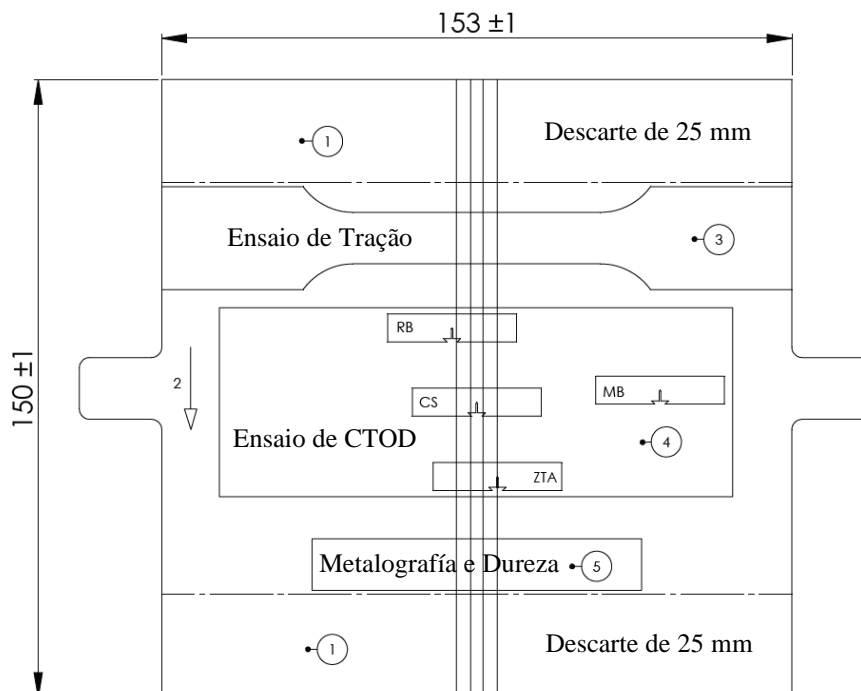 153 ±1
1
Descarte de 25 mm
Ensaio de Tração
3
150 ±1
RB
2
CS
MB
Ensaio de CTOD
4
ZTA
Metalografía e Dureza
5
1
Descarte de 25 mm